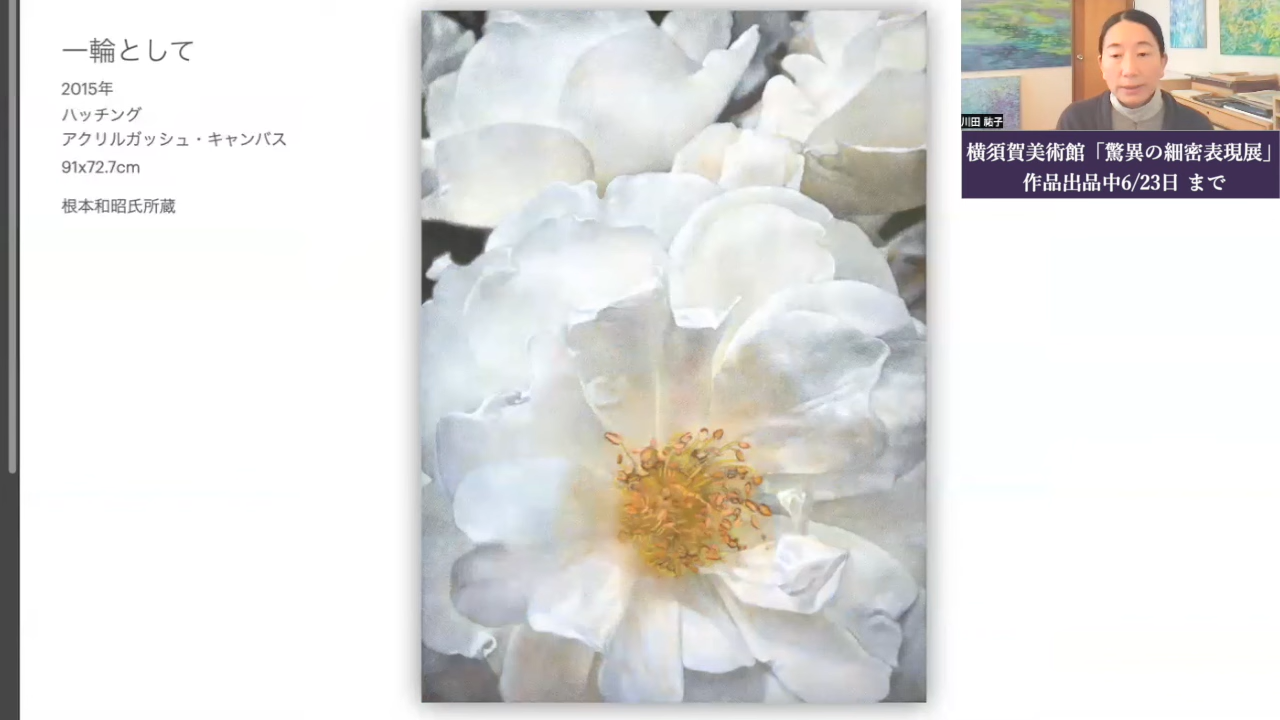 一輪として
2015年
ハッチング
アクリルガッシュ・キャンバス
91x72.7cm
根本和昭氏所蔵
川田 祐子
横須賀美術館「驚異の細密表現展」
作品出品中6/23日 まで